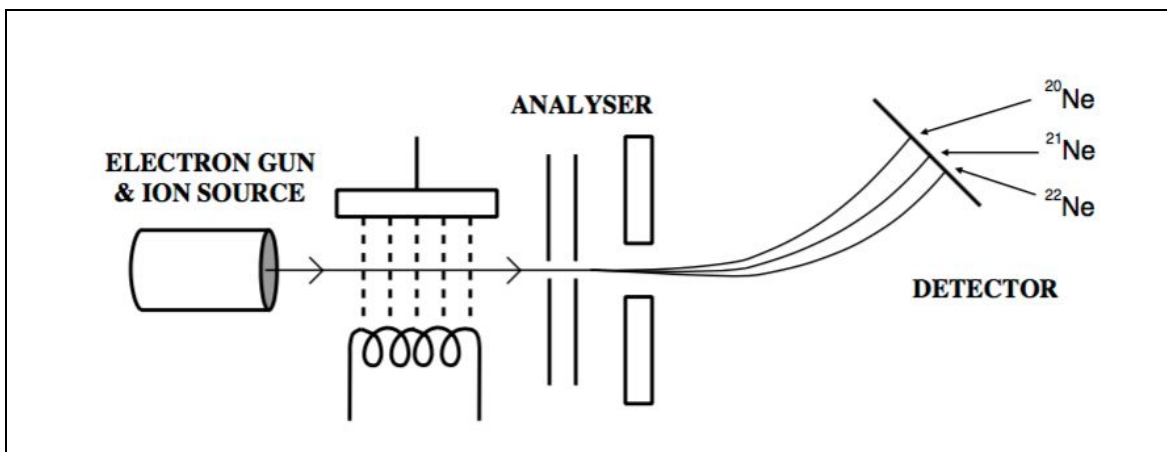 ANALYSER
ELECTRON GUN
& ION SOURCE
²⁰Ne
²¹Ne
²²Ne
DETECTOR